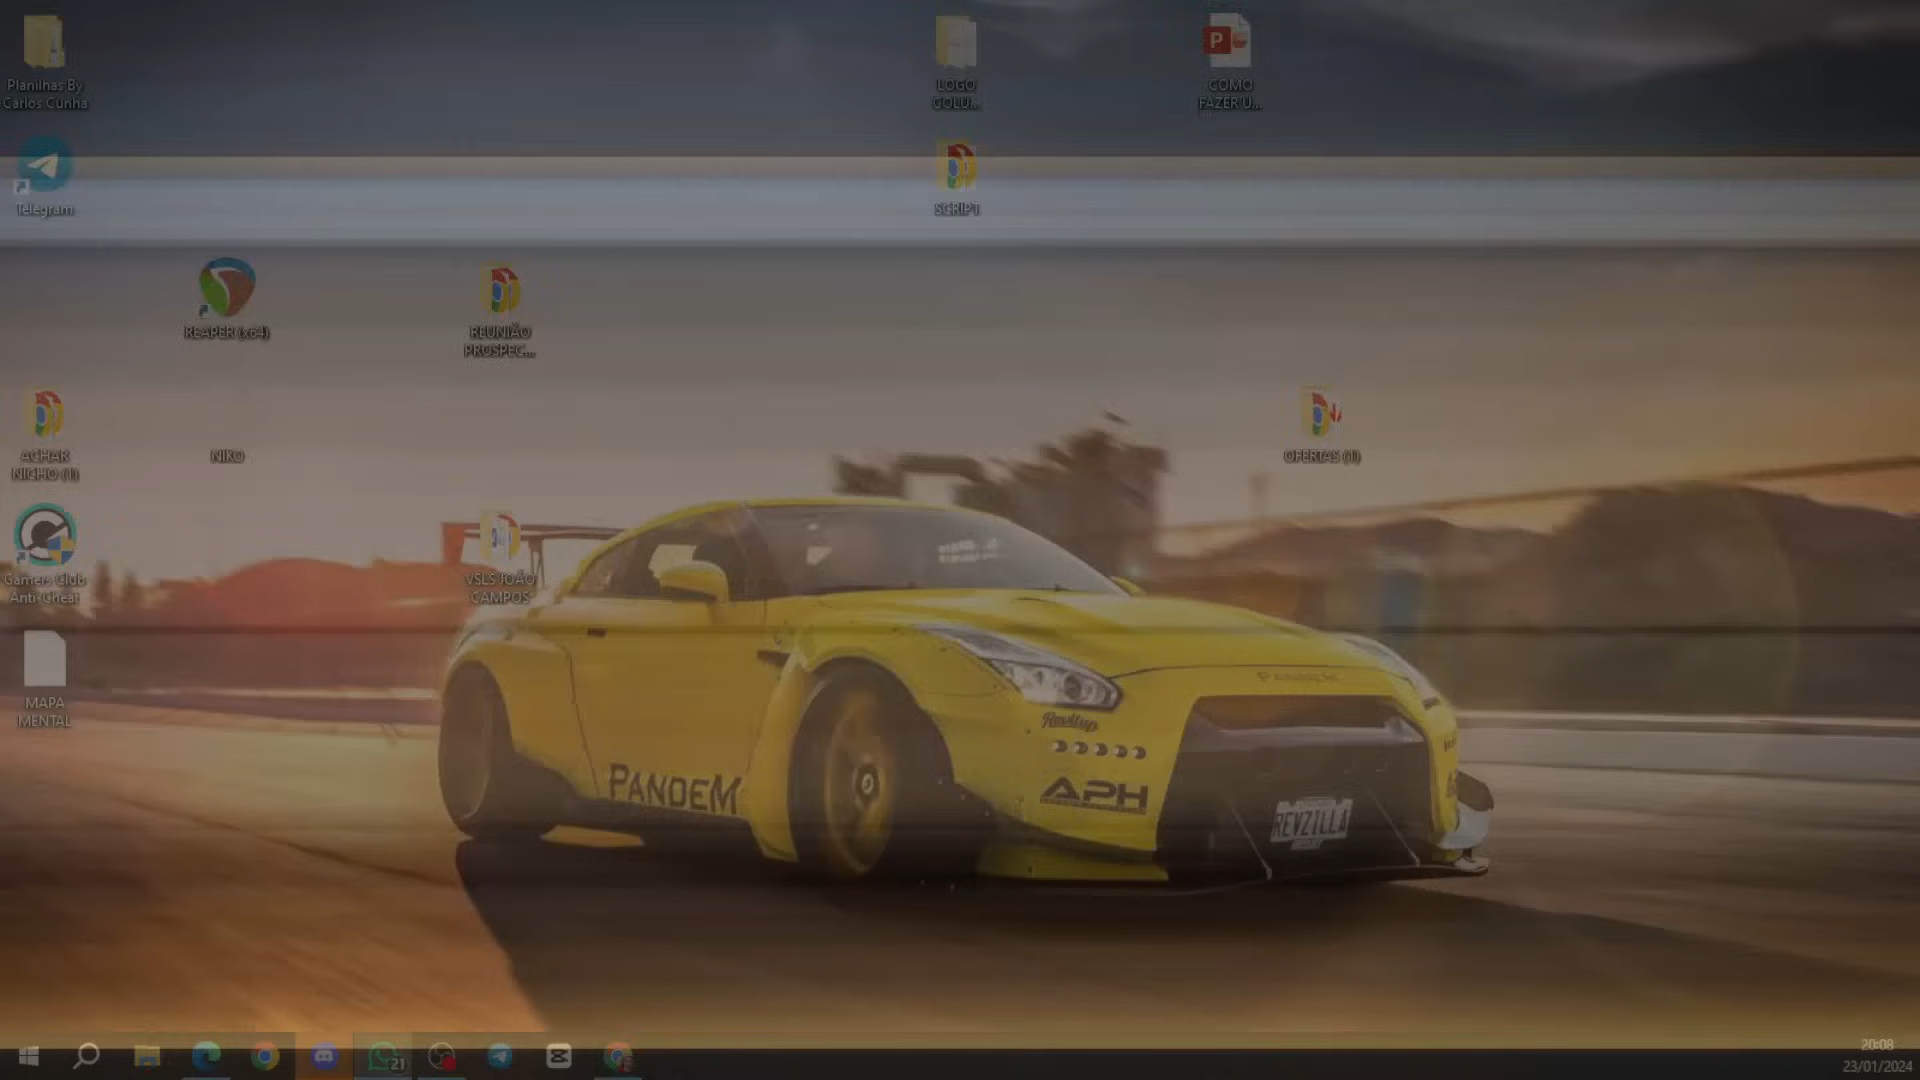 Planilhas By
Carlos Cunha
LOGO
COLU...
COMO
FAZER U...
Telegram
SCRIPT
REAPER (x64)
REUNIÃO
PROSPEC...
ACHAR
NICHO (1)
NIKO
OFERTAS (1)
Gamers Club
Anti-Cheat
VSLS JOÃO
CAMPOS
MAPA
MENTAL
PANDEM
PANDEM
APH
REVZILLA
21
20:08
23/01/2024